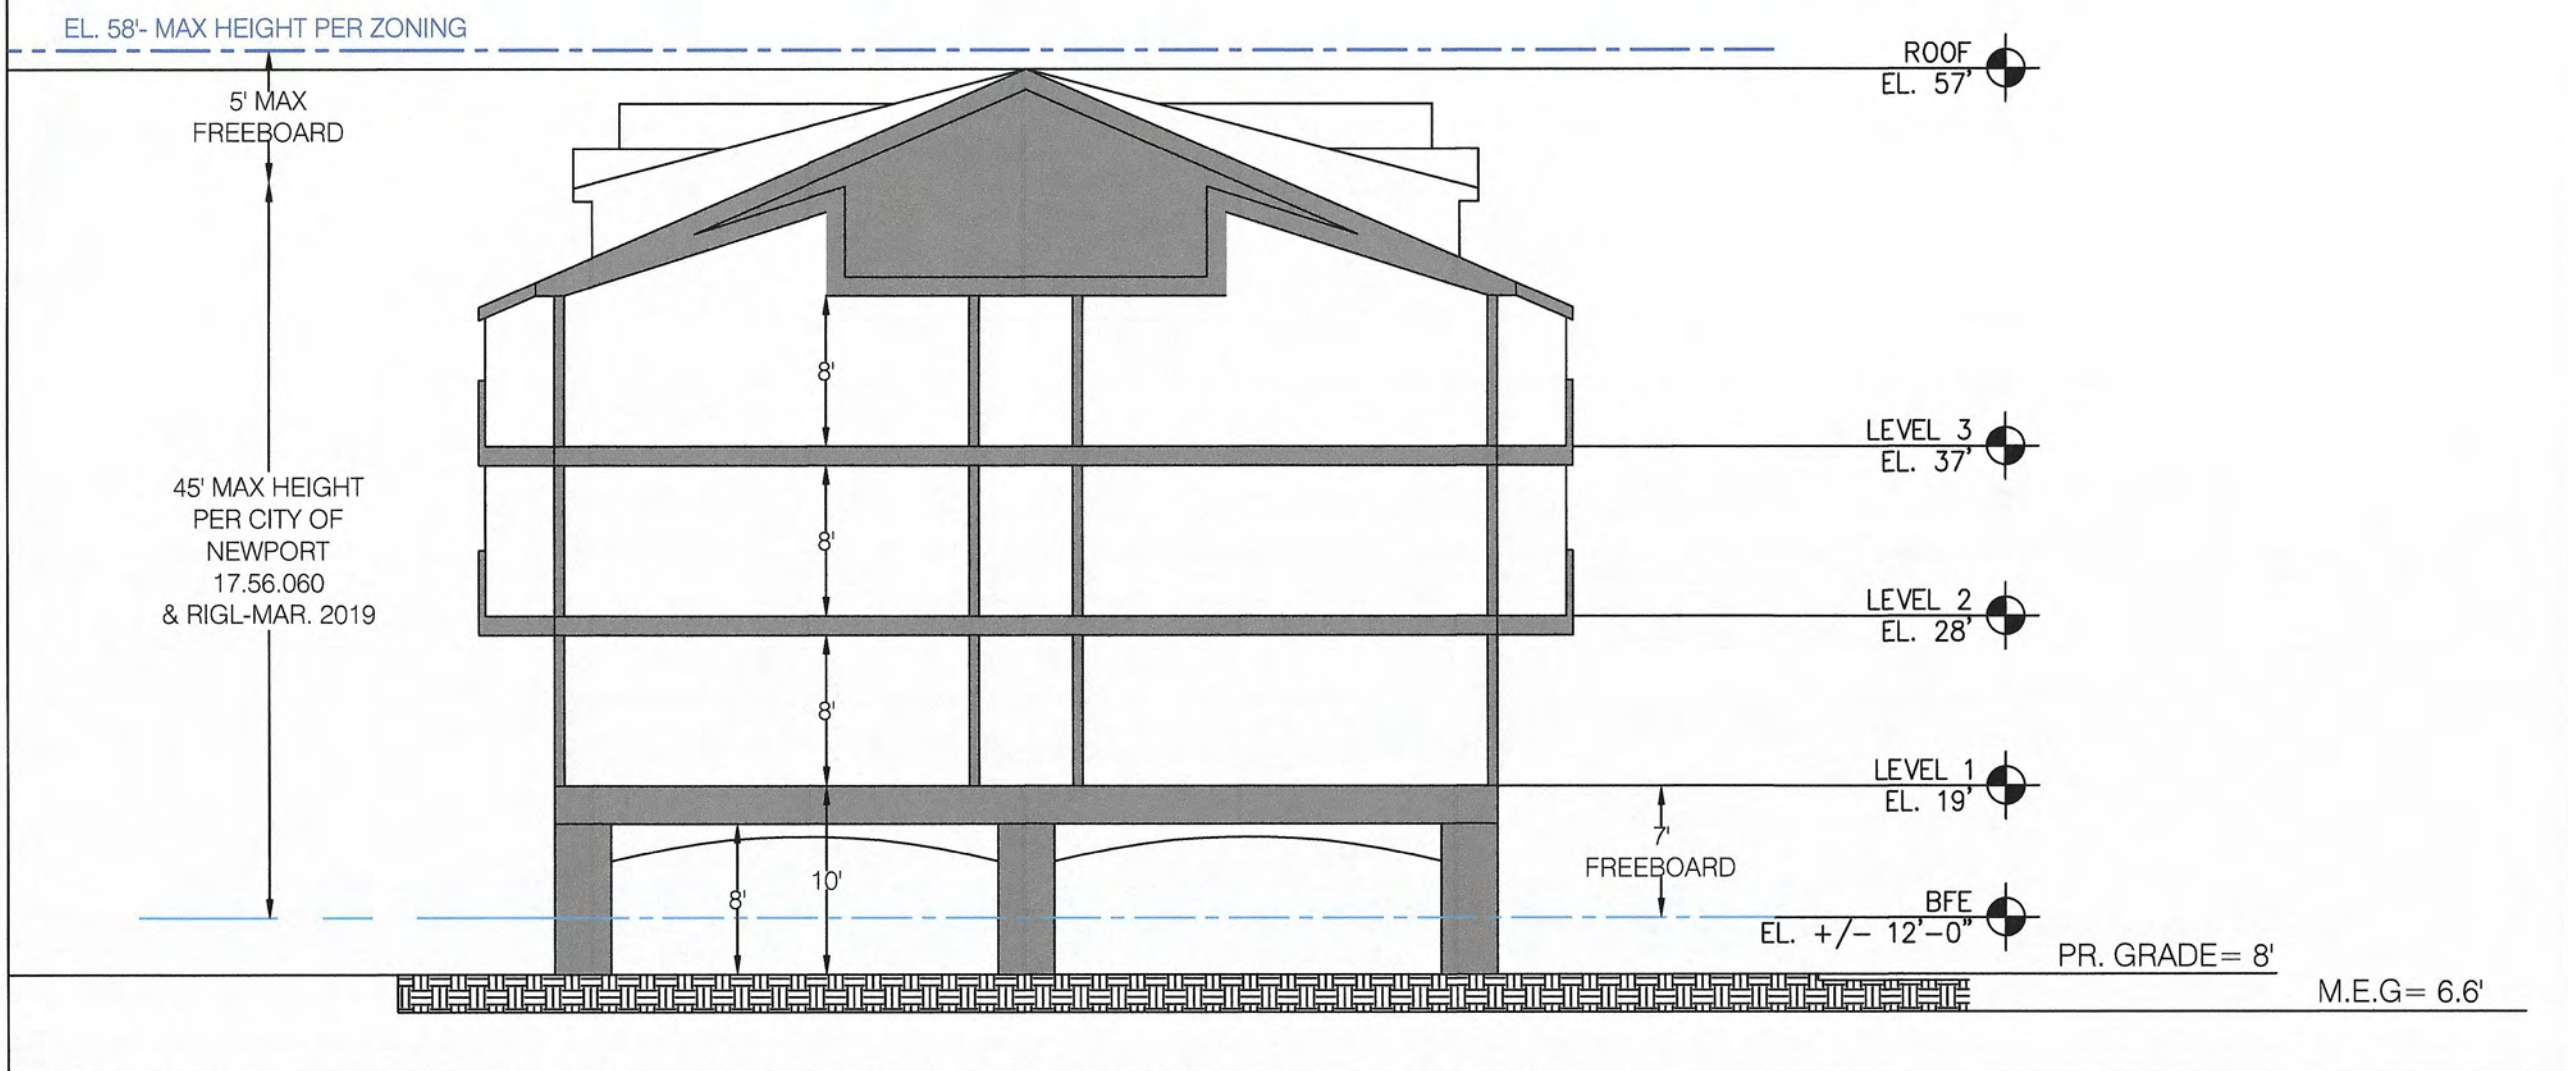 EL. 58'- MAX HEIGHT PER ZONING
ROOF
EL. 57'
5' MAX
FREEBOARD
8'
LEVEL 3
EL. 37'
45' MAX HEIGHT
PER CITY OF
NEWPORT
17.56.060
& RIGL-MAR. 2019
8'
LEVEL 2
EL. 28'
8'
LEVEL 1
EL. 19'
7'
FREEBOARD
10'
8'
BFE
EL. +/- 12'-0"
PR. GRADE= 8'
M.E.G= 6.6'